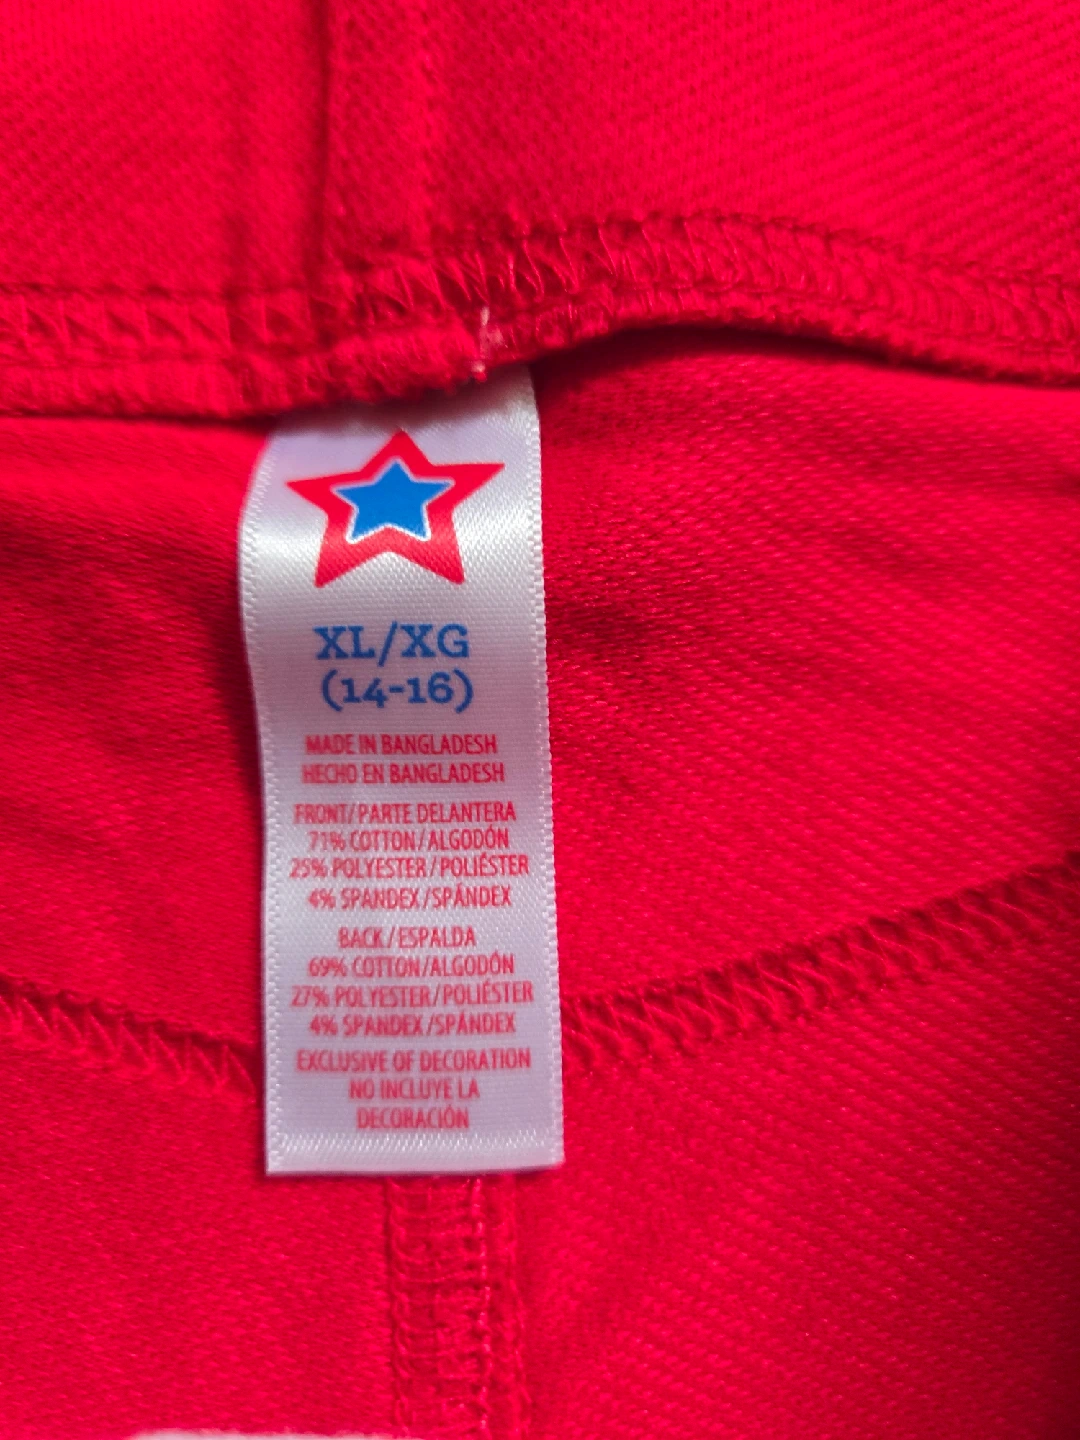 XL/XG
(14-16)
MADE IN BANGLADESH
HECHO EN BANGLADESH
FRONT/PARTE DELANTERA
71% COTTON/ALGODÓN
25% POLYESTER/POLIÉSTER
4% SPANDEX/SPÁNDEX
BACK/ESPALDA
69% COTTON/ALGODÓN
27% POLYESTER/POLIÉSTER
4% SPANDEX/SPÁNDEX
EXCLUSIVE OF DECORATION
NO INCLUYE LA
DECORACIÓN